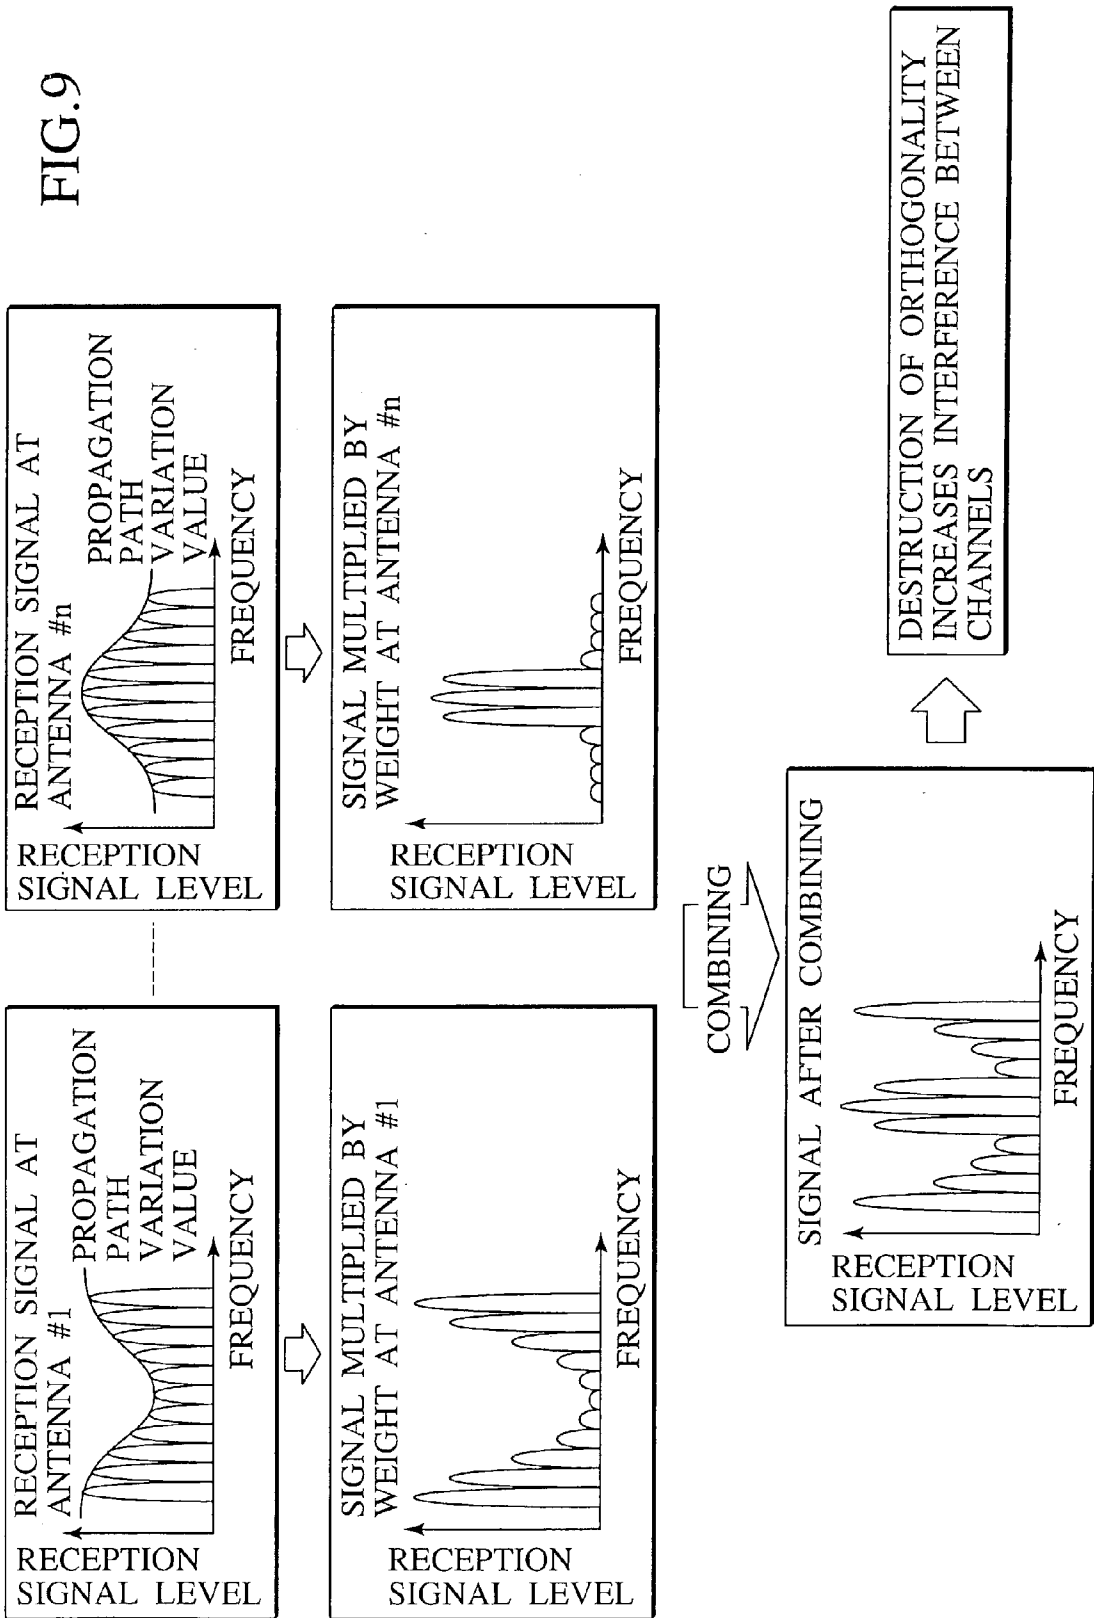 FIG.9
RECEPTION SIGNAL AT
ANTENNA #1
PROPAGATION
PATH
VARIATION
VALUE
RECEPTION
SIGNAL LEVEL
FREQUENCY
RECEPTION SIGNAL AT
ANTENNA #n
PROPAGATION
PATH
VARIATION
VALUE
RECEPTION
SIGNAL LEVEL
FREQUENCY
SIGNAL MULTIPLIED BY
WEIGHT AT ANTENNA #1
RECEPTION
SIGNAL LEVEL
FREQUENCY
SIGNAL MULTIPLIED BY
WEIGHT AT ANTENNA #n
RECEPTION
SIGNAL LEVEL
FREQUENCY
COMBINING
SIGNAL AFTER COMBINING
RECEPTION
SIGNAL LEVEL
FREQUENCY
DESTRUCTION OF ORTHOGONALITY
INCREASES INTERFERENCE BETWEEN
CHANNELS